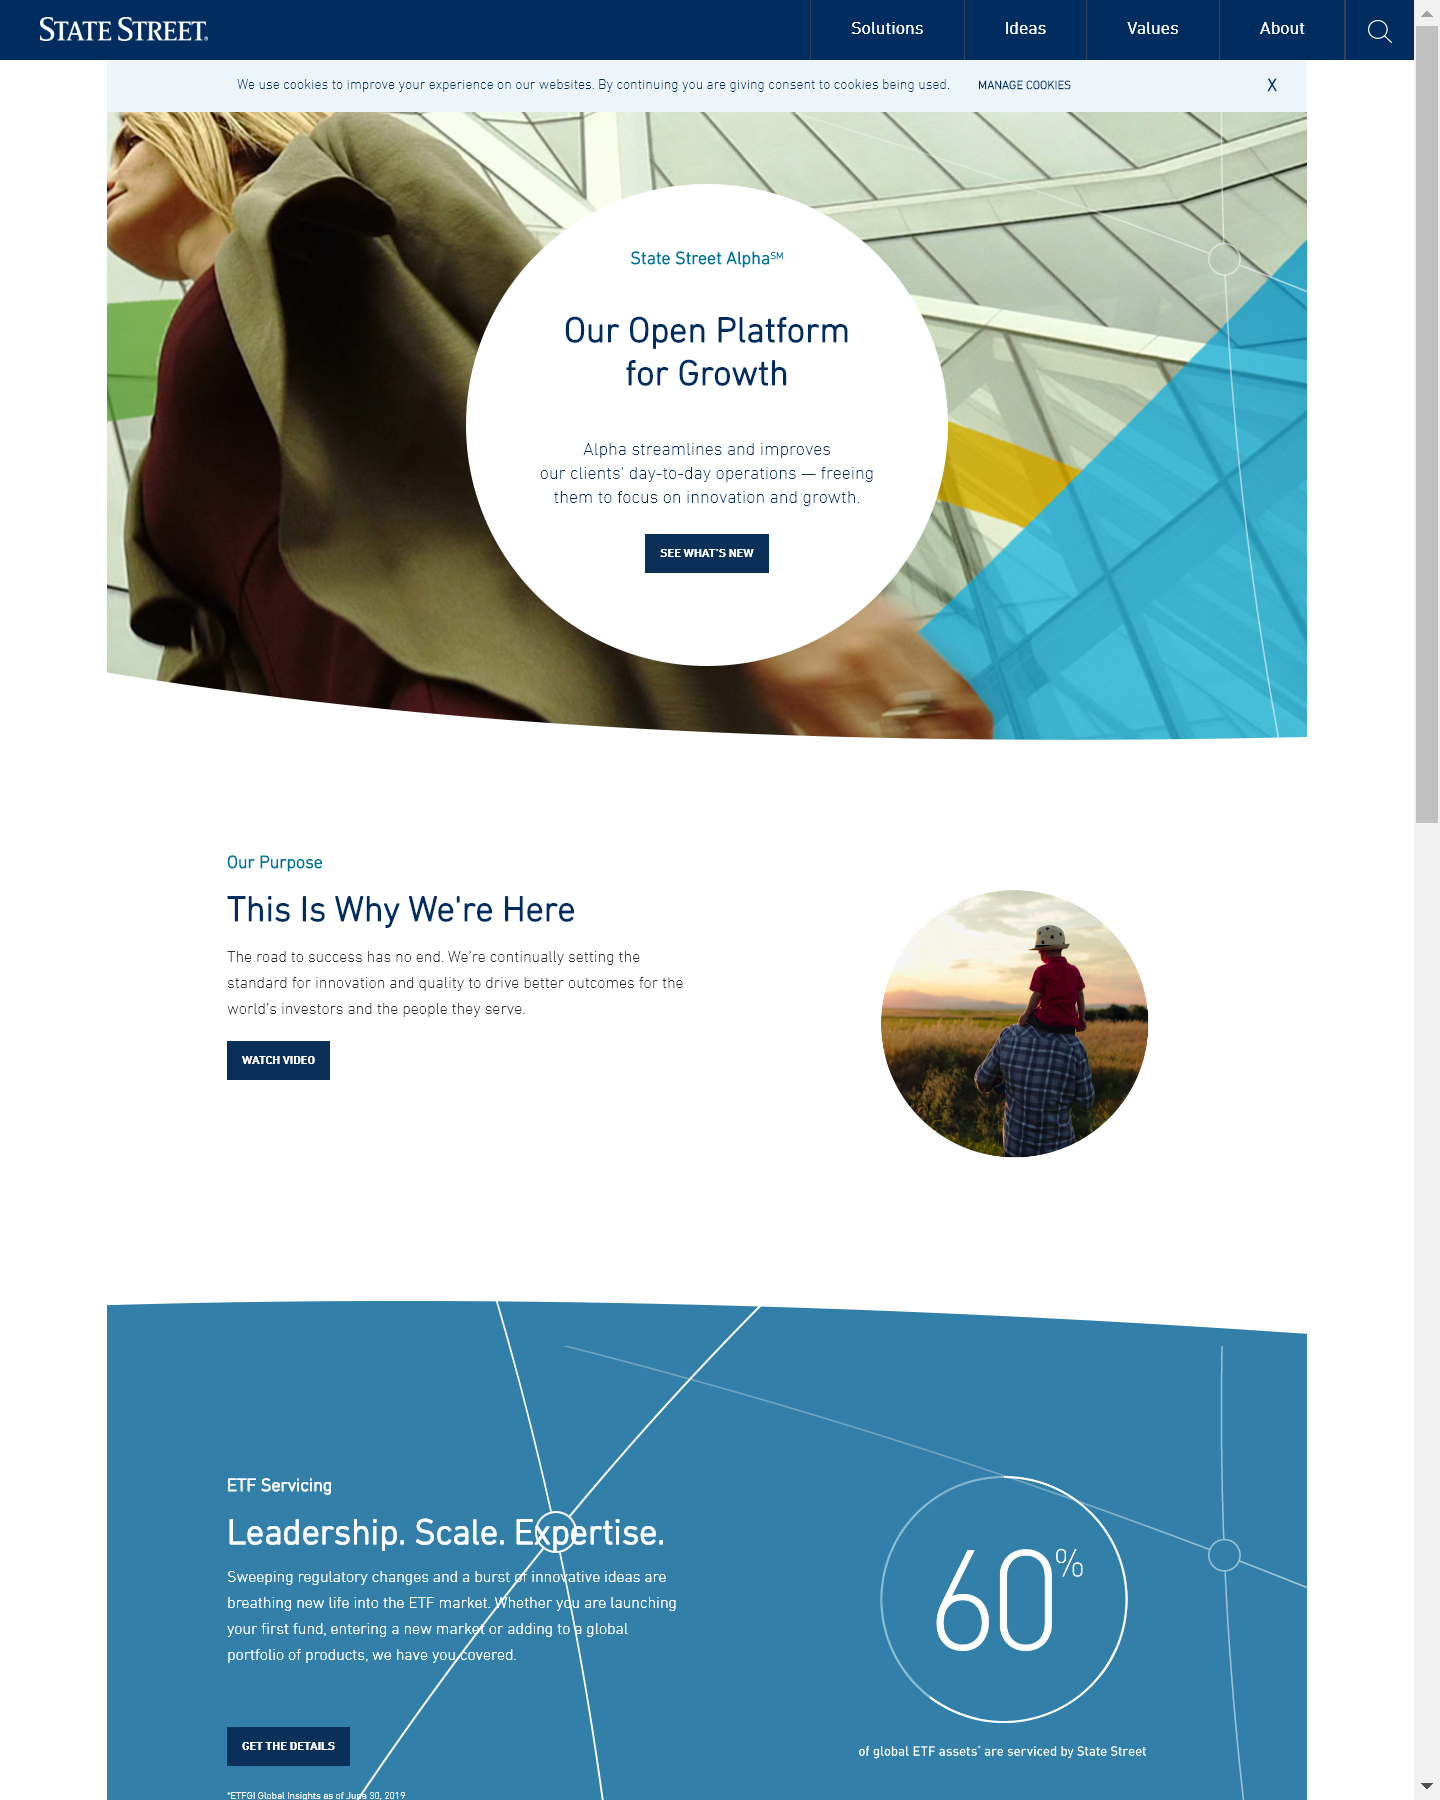 STATE STREET®
Solutions
Ideas
Values
About
We use cookies to improve your experience on our websites. By continuing you are giving consent to cookies being used.
MANAGE COOKIES
X
State Street Alpha℠
Our Open Platform
for Growth
Alpha streamlines and improves
our clients' day-to-day operations — freeing
them to focus on innovation and growth.
SEE WHAT'S NEW
Our Purpose
This Is Why We're Here
The road to success has no end. We're continually setting the
standard for innovation and quality to drive better outcomes for the
world's investors and the people they serve.
WATCH VIDEO
ETF Servicing
Leadership. Scale. Expertise.
Sweeping regulatory changes and a burst of innovative ideas are
breathing new life into the ETF market. Whether you are launching
your first fund, entering a new market or adding to a global
portfolio of products, we have you covered.
GET THE DETAILS
*ETFGI Global Insights as of June 30, 2019
60%
of global ETF assets* are serviced by State Street